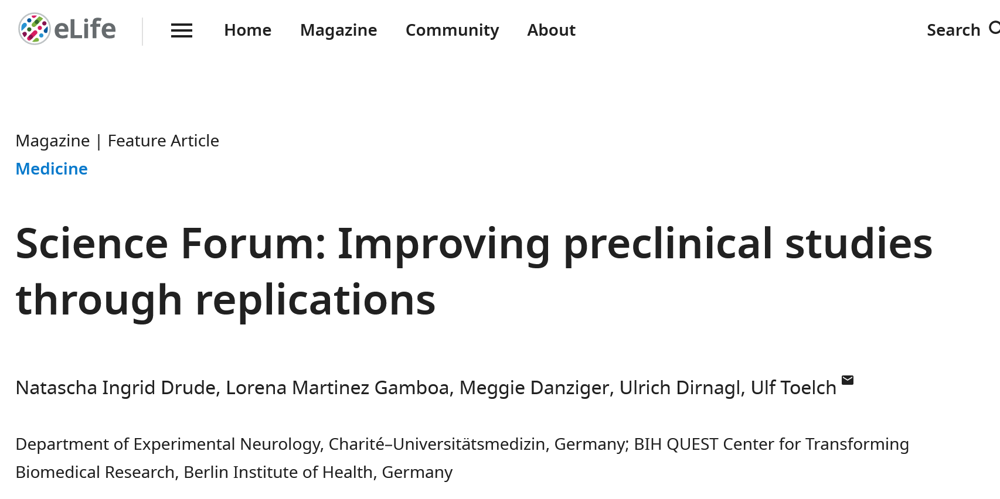 eLife
Home Magazine Community About Search
Magazine | Feature Article
Medicine
Science Forum: Improving preclinical studies
through replications
Natascha Ingrid Drude, Lorena Martinez Gamboa, Meggie Danziger, Ulrich Dirnagl, Ulf Toelch
Department of Experimental Neurology, Charité–Universitätsmedizin, Germany; BIH QUEST Center for Transforming
Biomedical Research, Berlin Institute of Health, Germany